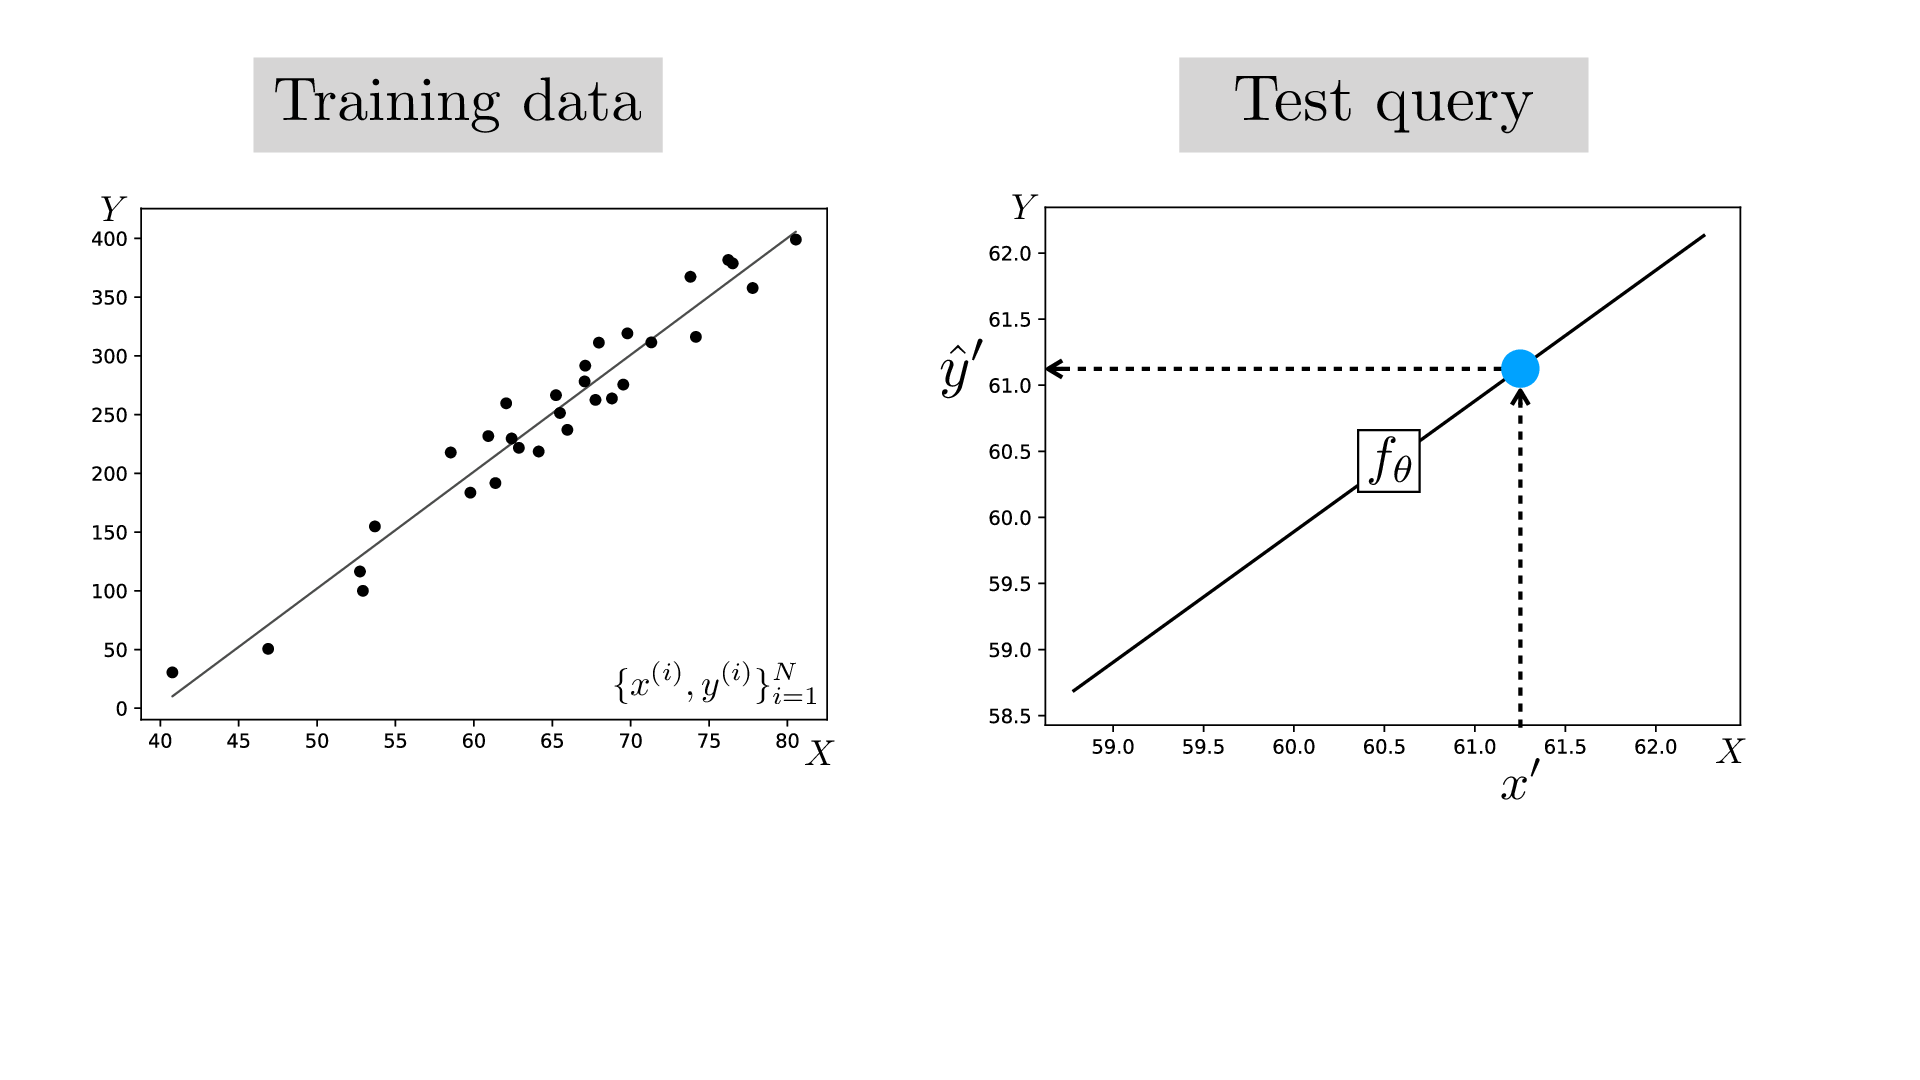 Training data
Y
400
350
300
250
200
150
100
50
0
{x^(i), y^(i)}_{i=1}^N
40 45 50 55 60 65 70 75 80 X
Test query
Y
62.0
61.5
ŷ′
61.0
60.5
f_θ
60.0
59.5
59.0
58.5
59.0 59.5 60.0 60.5 61.0 61.5 62.0 X
x′